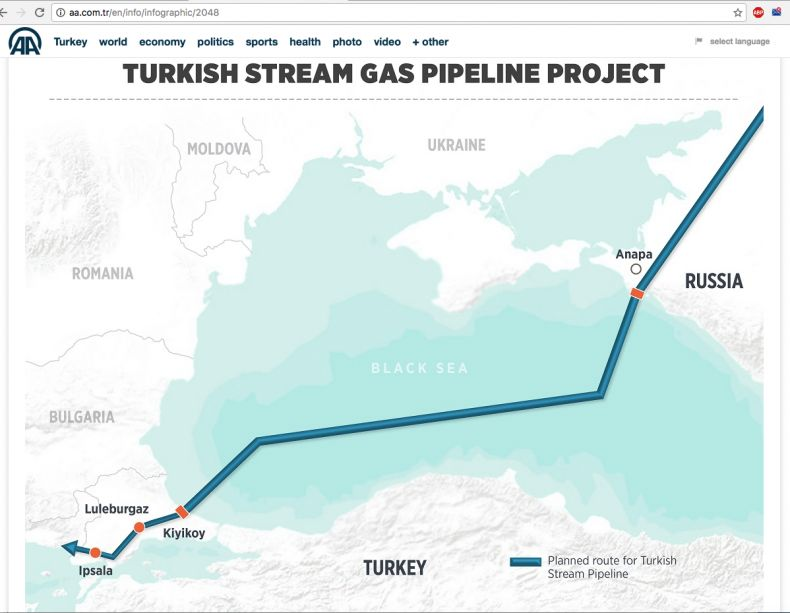 aa.com.tr/en/info/infographic/2048
ABP
AA
Turkey world economy politics sports health photo video + other
select language
TURKISH STREAM GAS PIPELINE PROJECT
MOLDOVA
UKRAINE
Anapa
ROMANIA
RUSSIA
BLACK SEA
BULGARIA
Luleburgaz
Kiyikoy
Ipsala
TURKEY
Planned route for Turkish
Stream Pipeline